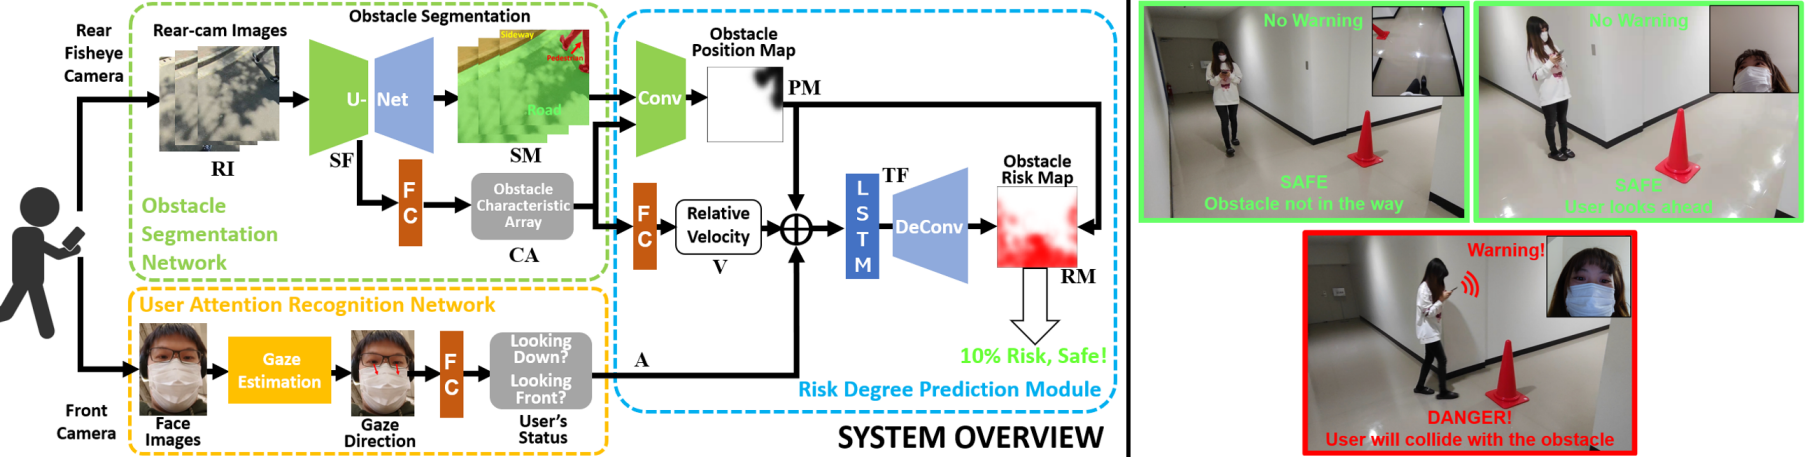 Rear
Fisheye
Camera
Obstacle Segmentation
Rear-cam Images
RI
U-Net
SF
Sideway
Pedestrian
Road
SM
FC
Obstacle
Characteristic
Array
CA
Obstacle
Segmentation
Network
Conv
Obstacle
Position Map
PM
FC
Relative
Velocity
V
LSTM
TF
DeConv
Obstacle
Risk Map
RM
10% Risk, Safe!
Risk Degree Prediction Module
User Attention Recognition Network
Front
Camera
Face
Images
Gaze
Estimation
Gaze
Direction
FC
Looking
Down?
Looking
Front?
User's
Status
A
SYSTEM OVERVIEW
No Warning
SAFE
Obstacle not in the way
No Warning
SAFE
User looks ahead
Warning!
DANGER!
User will collide with the obstacle